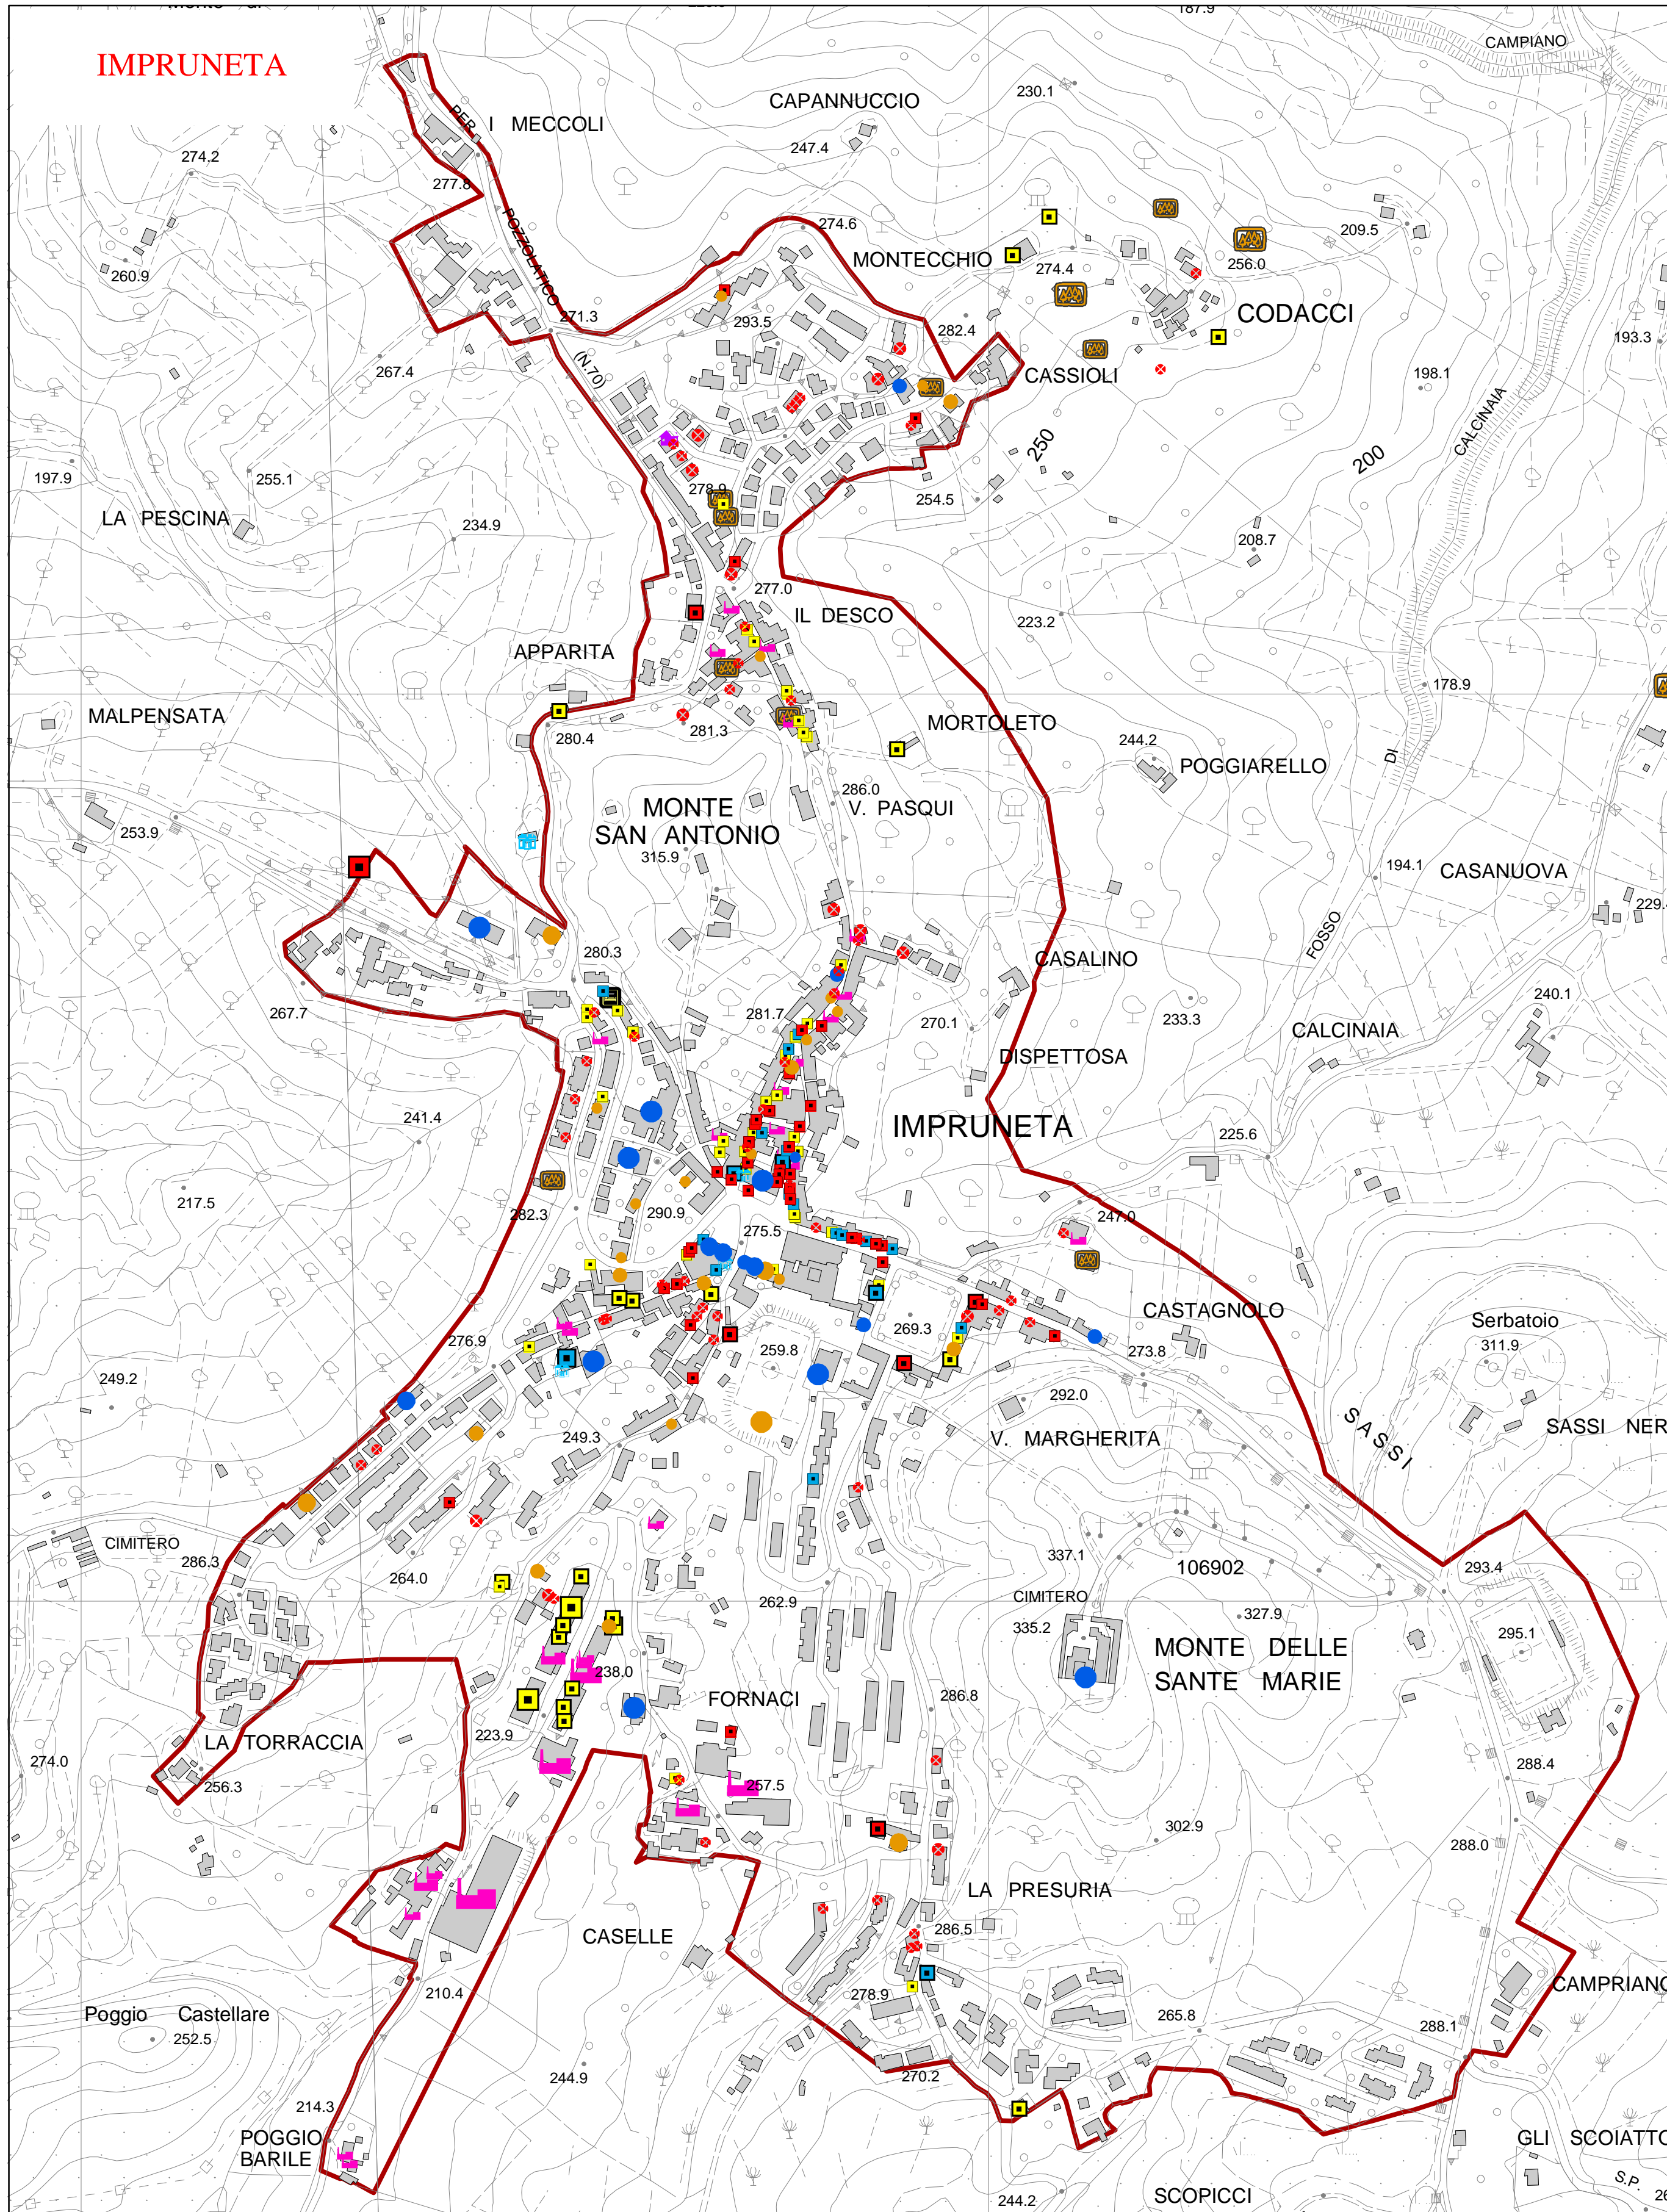 IMPRUNETA
187.9
CAMPIANO
PER
I MECCOLI
CAPANNUCCIO
230.1
247.4
274.2
277.8
POZZOLATICO
274.6
209.5
MONTECCHIO
274.4
256.0
260.9
271.3
293.5
282.4
CODACCI
193.3
(N.70)
267.4
CASSIOLI
198.1
CALCINAIA
250
200
197.9
255.1
278.9
254.5
LA PESCINA
234.9
208.7
277.0
IL DESCO
223.2
APPARITA
178.9
MALPENSATA
280.4
281.3
MORTOLETO
244.2
POGGIARELLO
DI
286.0
MONTE
SAN ANTONIO
V. PASQUI
253.9
315.9
194.1
CASANUOVA
229.
FOSSO
280.3
CASALINO
267.7
281.7
270.1
233.3
240.1
CALCINAIA
DISPETTOSA
241.4
IMPRUNETA
225.6
217.5
282.3
290.9
275.5
247.0
CASTAGNOLO
269.3
Serbatoio
276.9
259.8
273.8
311.9
249.2
292.0
SASSI
SASSI NER
249.3
V. MARGHERITA
CIMITERO
286.3
264.0
337.1
106902
293.4
262.9
CIMITERO
335.2
327.9
295.1
MONTE DELLE
SANTE MARIE
238.0
FORNACI
286.8
223.9
LA TORRACCIA
274.0
256.3
257.5
288.4
302.9
288.0
LA PRESURIA
CASELLE
286.5
210.4
278.9
CAMPRIANO
Poggio Castellare
252.5
265.8
288.1
244.9
270.2
214.3
POGGIO
BARILE
GLI SCOIATTO
S.P.
244.2
SCOPICCI